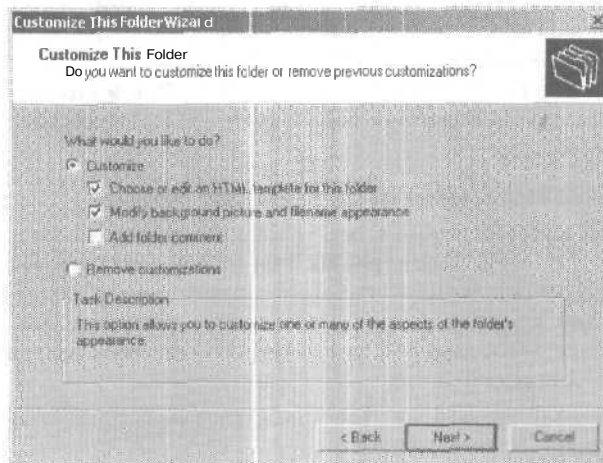 Customize This Folder Wizard
Customize This Folder
Do you want to customize this folder or remove previous customizations?
What would you like to do?
Customize
Choose or edit an HTML template for this folder
Modify background picture and filename appearance
Add folder comment
Remove customizations
Task Description
This option allows you to customize one or many of the aspects of the folder's
appearance.
< Back
Next >
Cancel